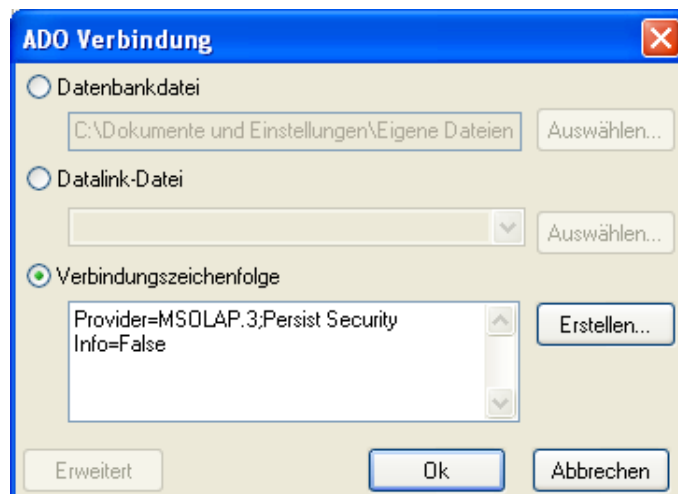 ADO Verbindung
Datenbankdatei
C:\Dokumente und Einstellungen\Eigene Dateien
Auswählen...
Datalink-Datei
Auswählen...
Verbindungszeichenfolge
Provider=MSOLAP.3;Persist Security
Info=False
Erstellen...
Erweitert
Ok
Abbrechen